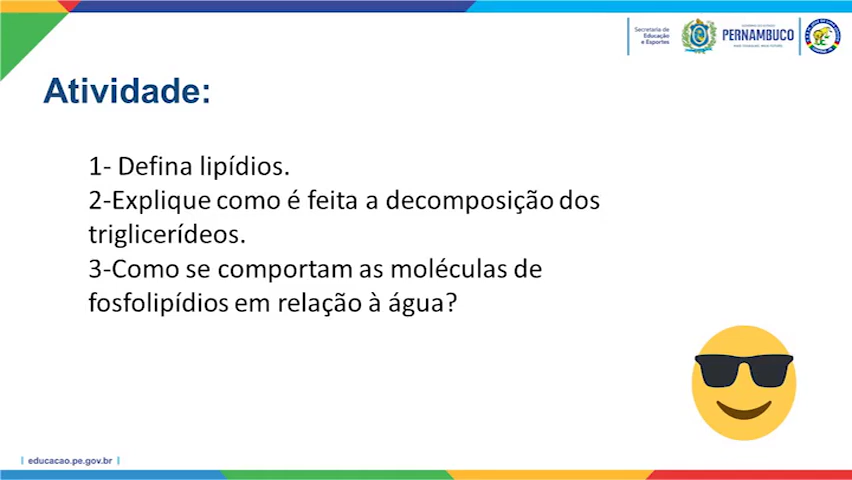 Secretaria de
Educação
e Esportes
PERNAMBUCO
Atividade:
1- Defina lipídios.
2-Explique como é feita a decomposição dos
triglicerídeos.
3-Como se comportam as moléculas de
fosfolipídios em relação à água?
educacao.pe.gov.br